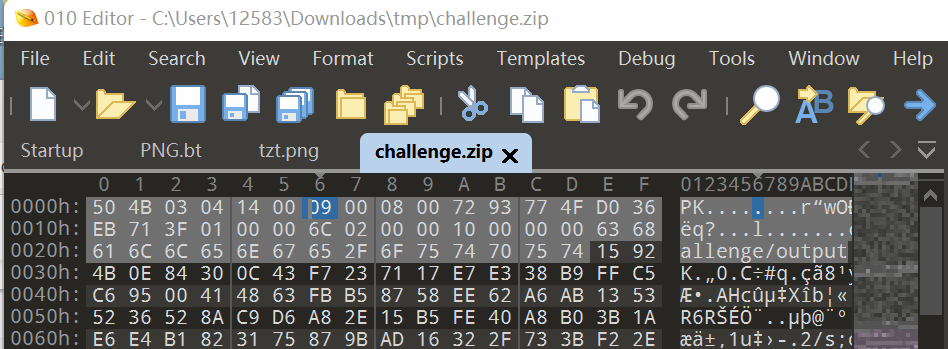 010 Editor - C:\Users\12583\Downloads\tmp\challenge.zip
File Edit Search View Format Scripts Templates Debug Tools Window Help
Startup PNG.bt tzt.png challenge.zip
0 1 2 3 4 5 6 7 8 9 A B C D E F 0123456789ABCD
0000h: 50 4B 03 04 14 00 09 00 08 00 72 93 77 4F D0 36 PK........r“wO
0010h: EB 71 3F 01 00 00 6C 02 00 00 10 00 00 00 63 68 ëq?...l.......c
0020h: 61 6C 6C 65 6E 67 65 2F 6F 75 74 70 75 74 15 92 allenge/output
0030h: 4B 0E 84 30 0C 43 F7 23 71 17 E7 E3 38 B9 FF C5 K.„0.C÷#q.çã8¹
0040h: C6 95 00 41 48 63 FB B5 87 58 EE 62 A6 AB 13 53 Æ•.AHcûµ‡Xîb¦«
0050h: 52 36 52 8A C9 D6 A8 2E 15 B5 FE 40 A8 B0 3B 1A R6RŠÉÖ¨..µþ@¨°
0060h: E6 E4 B1 82 31 75 87 9B AD 16 32 2F 73 3B F2 2E æä±‚1u‡›­.2/s;